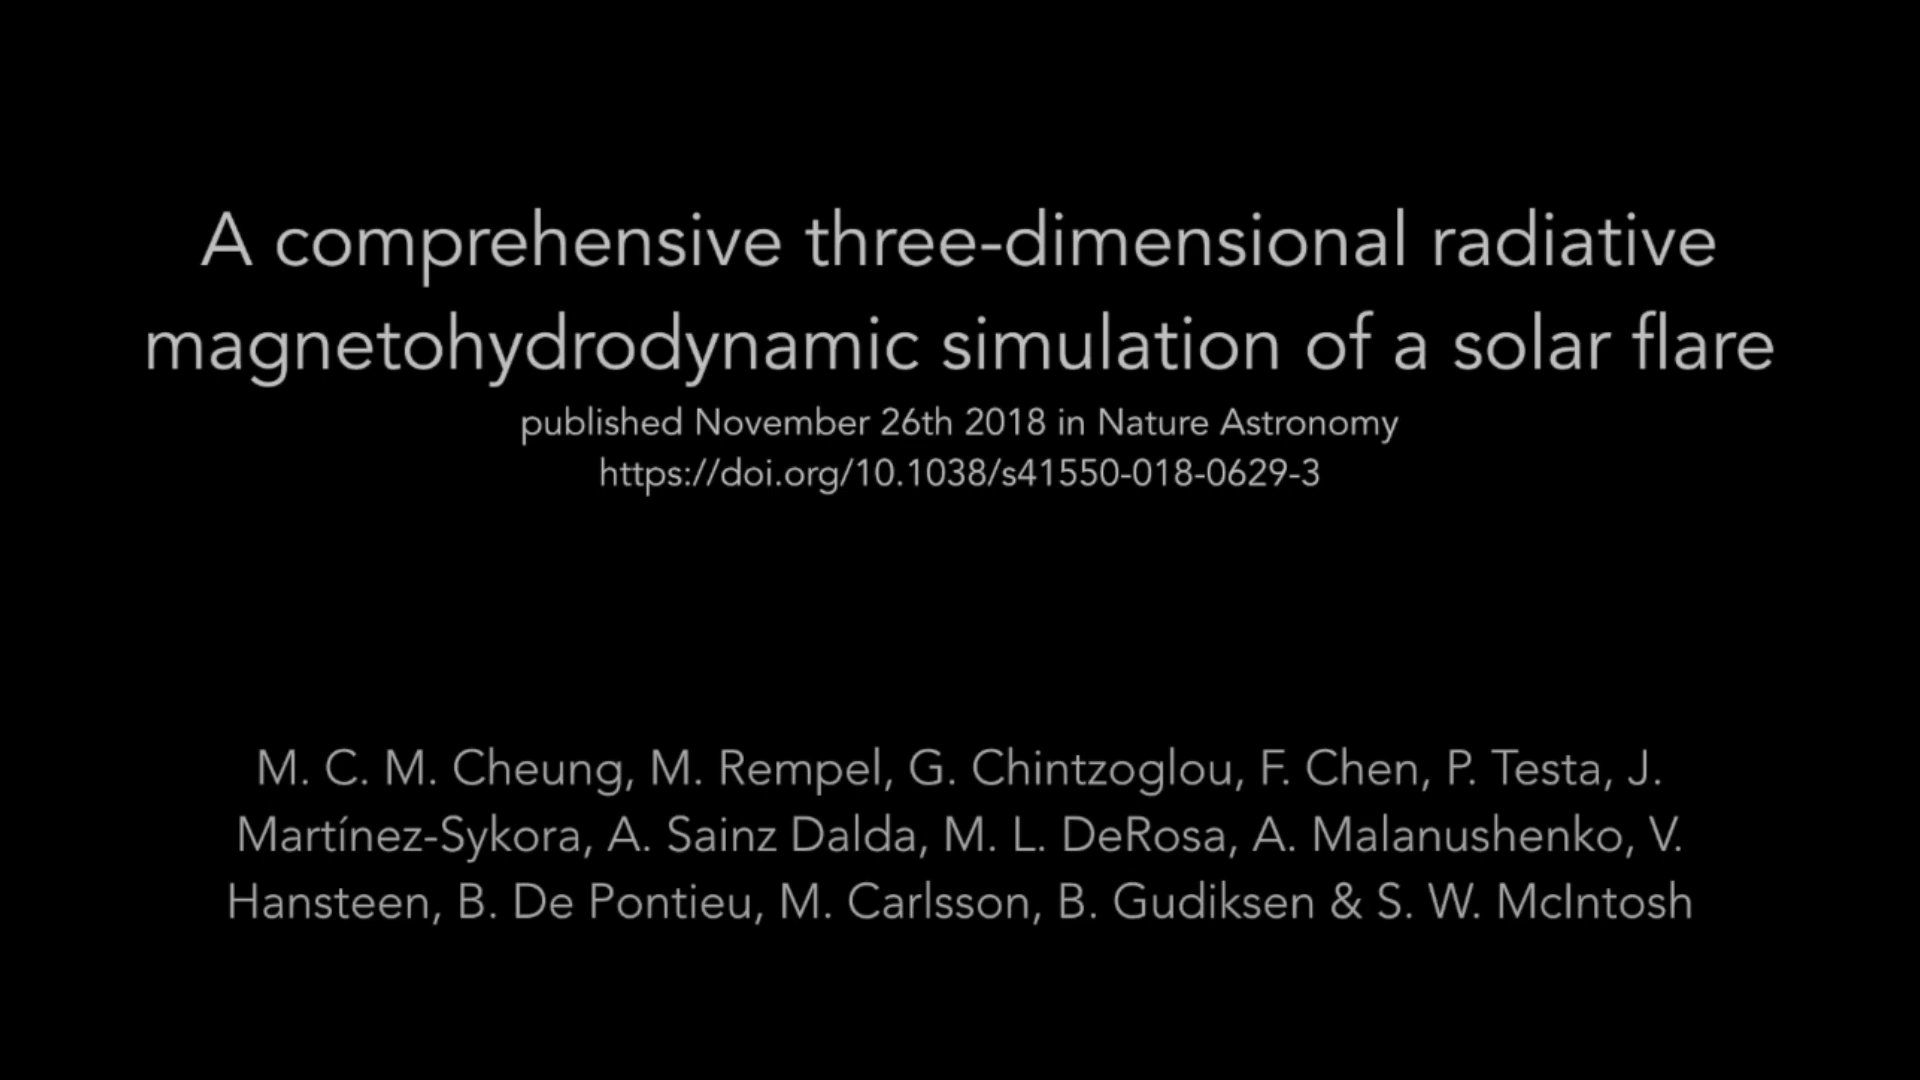 A comprehensive three-dimensional radiative
magnetohydrodynamic simulation of a solar flare
published November 26th 2018 in Nature Astronomy
https://doi.org/10.1038/s41550-018-0629-3
M. C. M. Cheung, M. Rempel, G. Chintzoglou, F. Chen, P. Testa, J.
Martínez-Sykora, A. Sainz Dalda, M. L. DeRosa, A. Malanushenko, V.
Hansteen, B. De Pontieu, M. Carlsson, B. Gudiksen & S. W. McIntosh